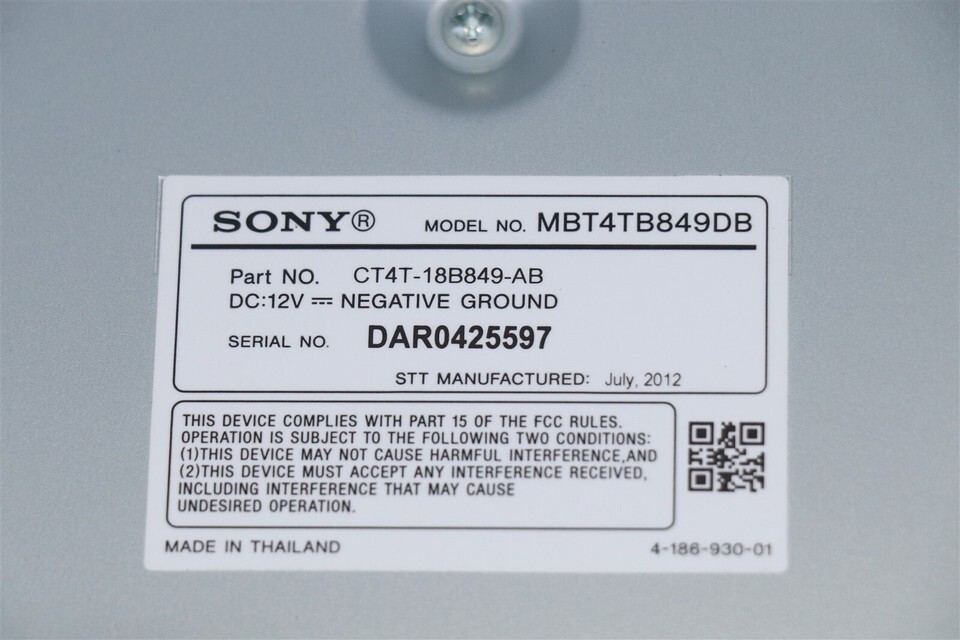 SONY® MODEL NO. MBT4TB849DB
Part NO. CT4T-18B849-AB
DC:12V ⎓ NEGATIVE GROUND
SERIAL NO. DAR0425597
STT MANUFACTURED: July, 2012
THIS DEVICE COMPLIES WITH PART 15 OF THE FCC RULES.
OPERATION IS SUBJECT TO THE FOLLOWING TWO CONDITIONS:
(1)THIS DEVICE MAY NOT CAUSE HARMFUL INTERFERENCE,AND
(2)THIS DEVICE MUST ACCEPT ANY INTERFERENCE RECEIVED,
INCLUDING INTERFERENCE THAT MAY CAUSE
UNDESIRED OPERATION.
MADE IN THAILAND 4-186-930-01